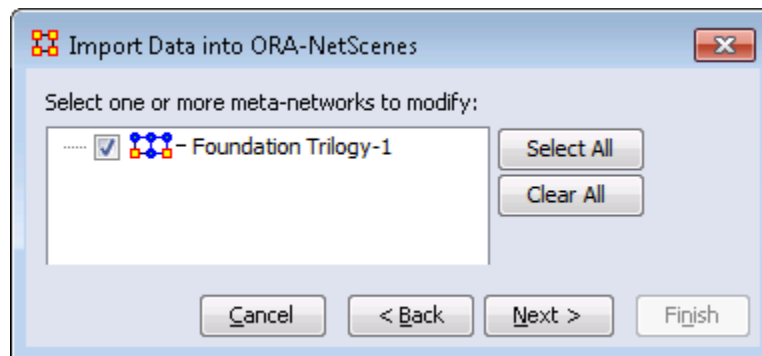 Import Data into ORA-NetScenes
Select one or more meta-networks to modify:
Foundation Trilogy-1
Select All
Clear All
Cancel
< Back
Next >
Finish